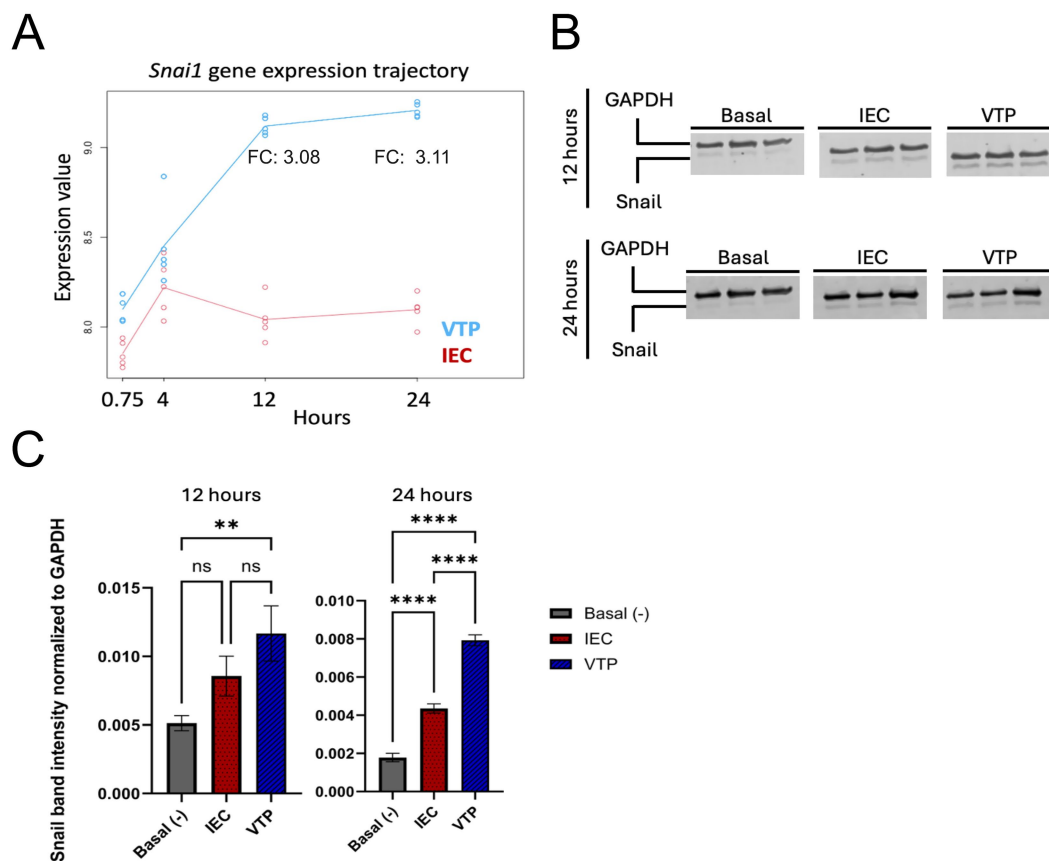 A
Snai1 gene expression trajectory
Expression value
9.0
8.5
8.0
FC: 3.08
FC: 3.11
VTP
IEC
0.75 4 12 24
Hours
B
12 hours
GAPDH
Snail
Basal IEC VTP
24 hours
GAPDH
Snail
Basal IEC VTP
C
Snail band intensity normalized to GAPDH
12 hours
**
ns ns
0.015
0.010
0.005
0.000
Basal (-) IEC VTP
24 hours
****
****
****
0.010
0.008
0.006
0.004
0.002
0.000
Basal (-) IEC VTP
Basal (-)
IEC
VTP